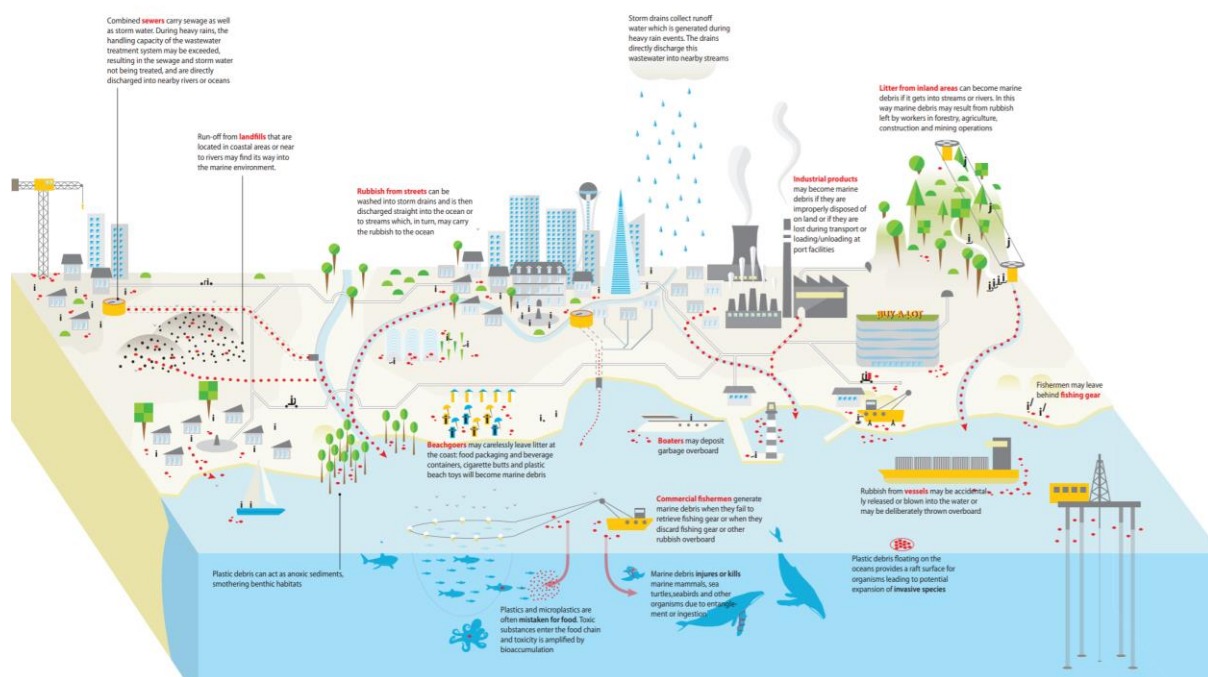 Combined sewers carry sewage as well
as storm water. During heavy rains, the
handling capacity of the wastewater
treatment system may be exceeded,
resulting in the sewage and storm water
not being treated, and are directly
discharged into nearby rivers or oceans
Storm drains collect runoff
water which is generated during
heavy rain events. The drains
directly discharge this
wastewater into nearby streams
Litter from inland areas can become marine
debris if it gets into streams or rivers. In this
way marine debris may result from rubbish
left by workers in forestry, agriculture,
construction and mining operations
Run-off from landfills that are
located in coastal areas or near
to rivers may find its way into
the marine environment.
Rubbish from streets can be
washed into storm drains and is then
discharged straight into the ocean or
to streams which, in turn, may carry
the rubbish to the ocean
Industrial products
may become marine
debris if they are
improperly disposed of
on land or if they are
lost during transport or
loading/unloading at
port facilities
BUY-A-LOT
Fishermen may leave
behind fishing gear
Beachgoers may carelessly leave litter at
the coast: food packaging and beverage
containers, cigarette butts and plastic
beach toys will become marine debris
Boaters may deposit
garbage overboard
Commercial fishermen generate
marine debris when they fail to
retrieve fishing gear or when they
discard fishing gear or other
rubbish overboard
Rubbish from vessels may be accidental-
ly released or blown into the water or
may be deliberately thrown overboard
Plastic debris can act as anoxic sediments,
smothering benthic habitats
Plastics and microplastics are
often mistaken for food. Toxic
substances enter the food chain
and toxicity is amplified by
bioaccumulation
Marine debris injures or kills
marine mammals, sea
turtles,seabirds and other
organisms due to entangle-
ment or ingestion
Plastic debris floating on the
oceans provides a raft surface for
organisms leading to potential
expansion of invasive species